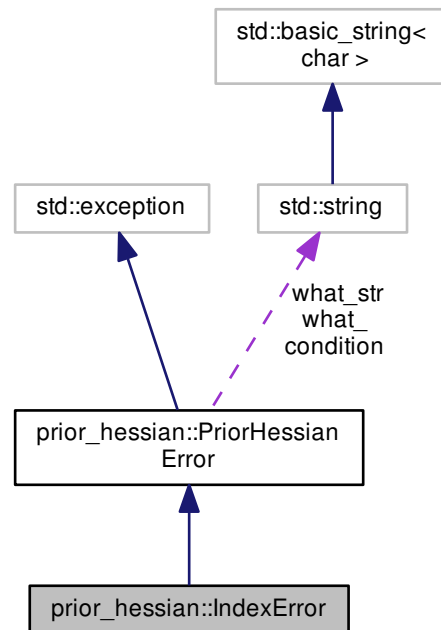 std::basic_string<
char >
std::exception
std::string
what_str
what_
condition
prior_hessian::PriorHessian
Error
prior_hessian::IndexError